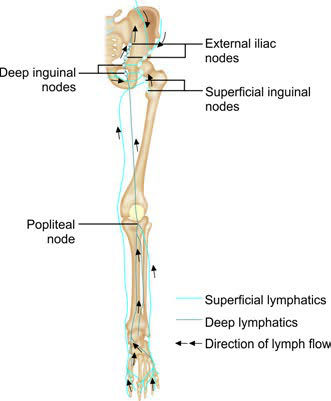 External iliac
nodes
Deep inguinal
nodes
Superficial inguinal
nodes
Popliteal
node
Superficial lymphatics
Deep lymphatics
Direction of lymph flow